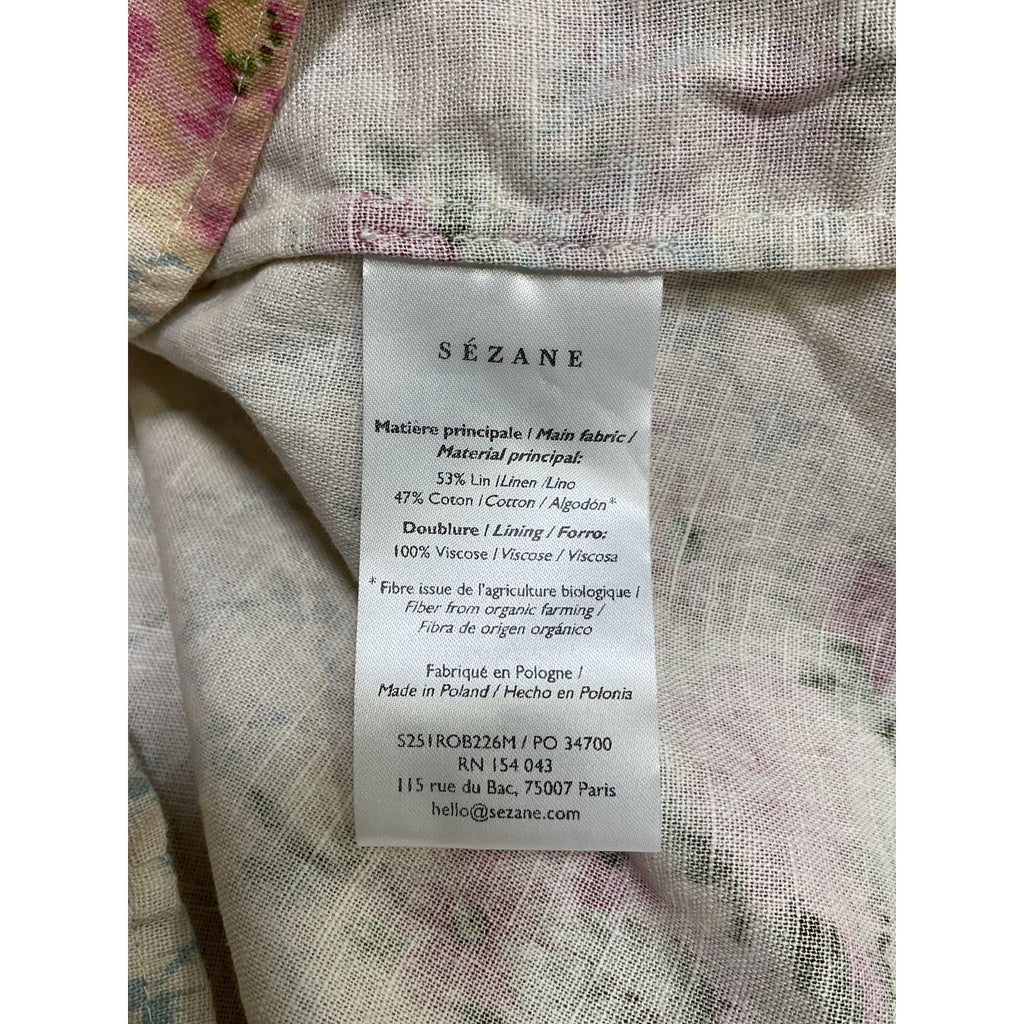 SÉZANE
Matière principale / Main fabric /
Material principal:
53% Lin /Linen /Lino
47% Coton /Cotton / Algodón*
Doublure / Lining / Forro:
100% Viscose / Viscose / Viscosa
* Fibre issue de l'agriculture biologique /
Fiber from organic farming /
Fibra de origen orgánico
Fabriqué en Pologne /
Made in Poland / Hecho en Polonia
S251ROB226M / PO 34700
RN 154 043
115 rue du Bac, 75007 Paris
hello@sezane.com